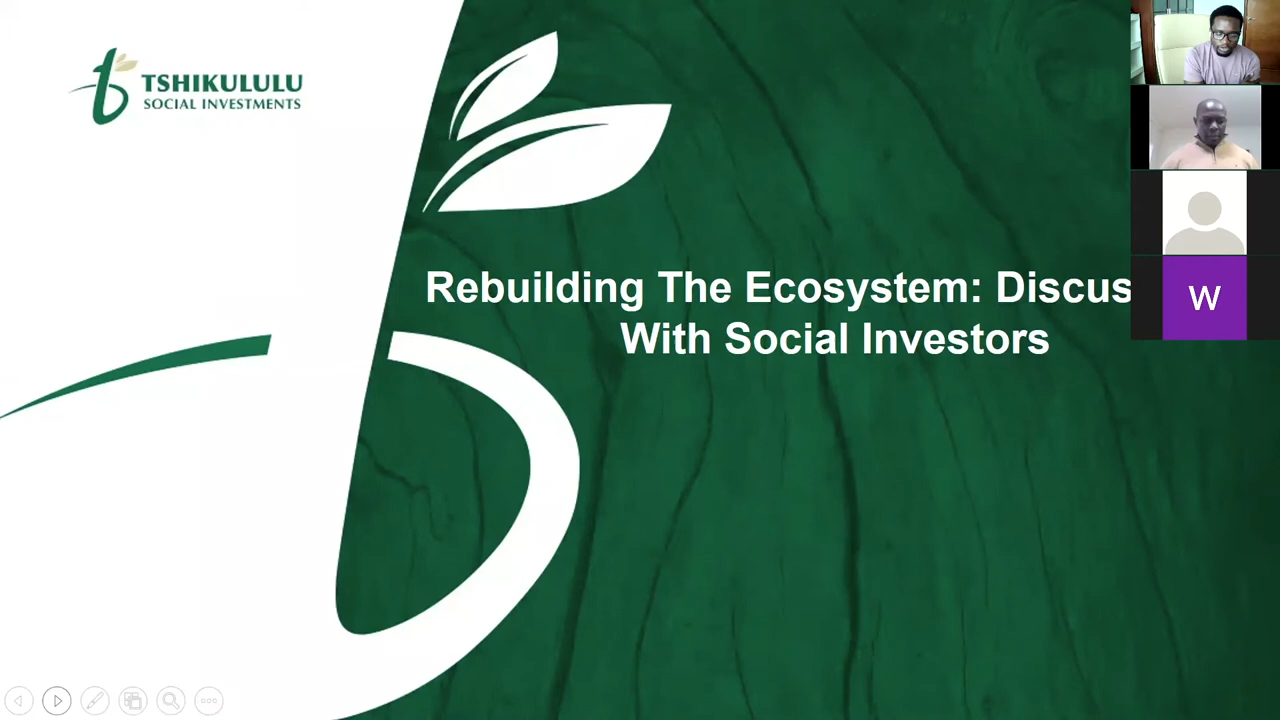 TSHIKULULU
SOCIAL INVESTMENTS
Rebuilding The Ecosystem: Discus
With Social Investors
W